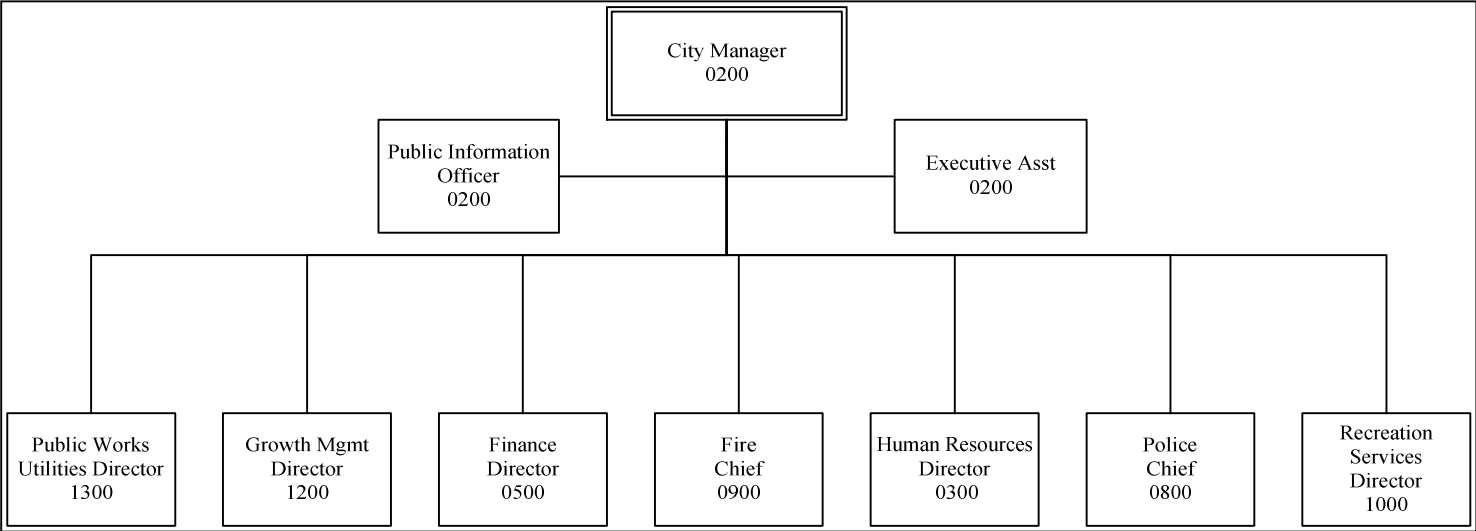 City Manager
0200
Public Information
Officer
0200
Executive Asst
0200
Public Works
Utilities Director
1300
Growth Mgmt
Director
1200
Finance
Director
0500
Fire
Chief
0900
Human Resources
Director
0300
Police
Chief
0800
Recreation
Services
Director
1000